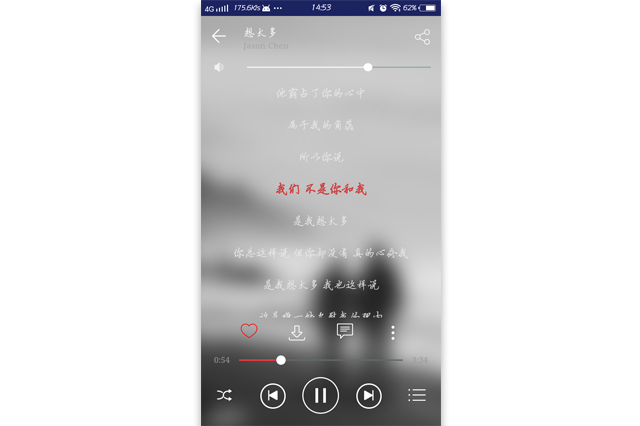 4G 175.6K/s ··· 14:53 62%
想太多
Jason Chen
他霸占了你的心中
属于我的角落
所以你说
我们 不是你和我
是我想太多
你总这样说 但你却没有 真的心疼我
是我想太多 我也这样说
0:54 3:34